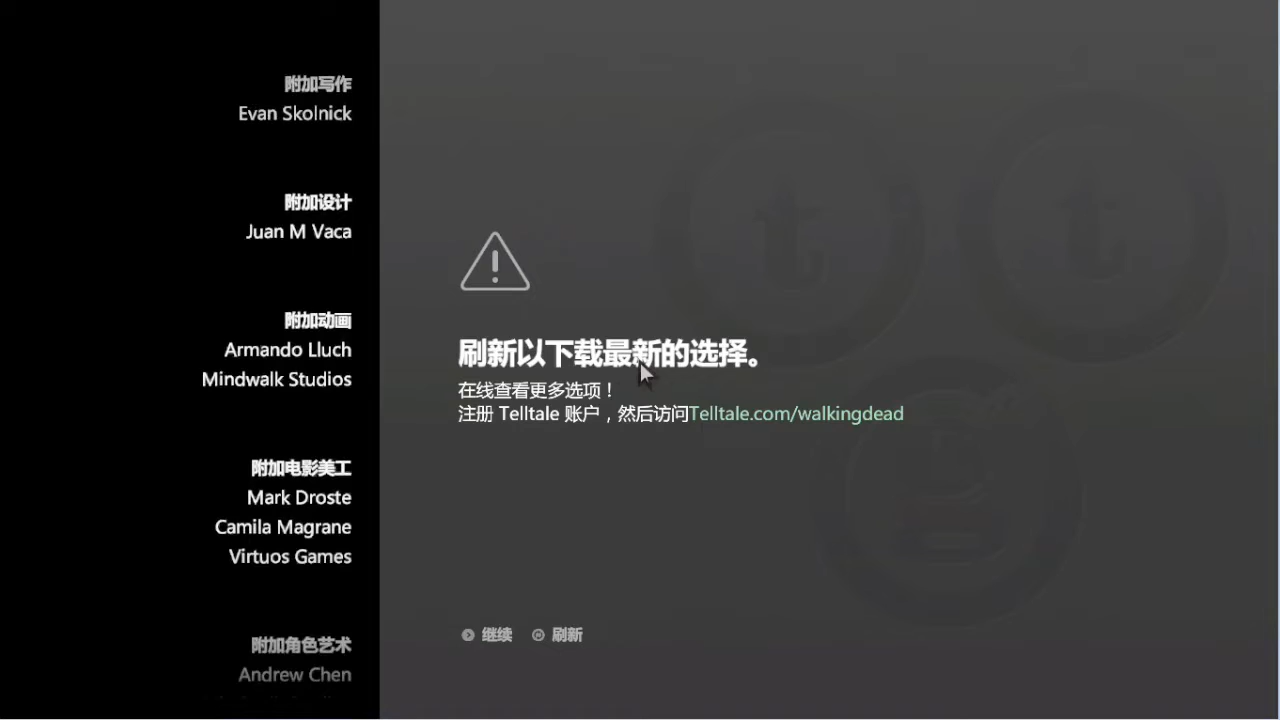 附加写作
Evan Skolnick
附加设计
Juan M Vaca
附加动画
Armando Lluch
Mindwalk Studios
附加电影美工
Mark Droste
Camila Magrane
Virtuos Games
附加角色艺术
Andrew Chen
刷新以下载最新的选择。
在线查看更多选项！
注册 Telltale 账户，然后访问Telltale.com/walkingdead
继续 刷新